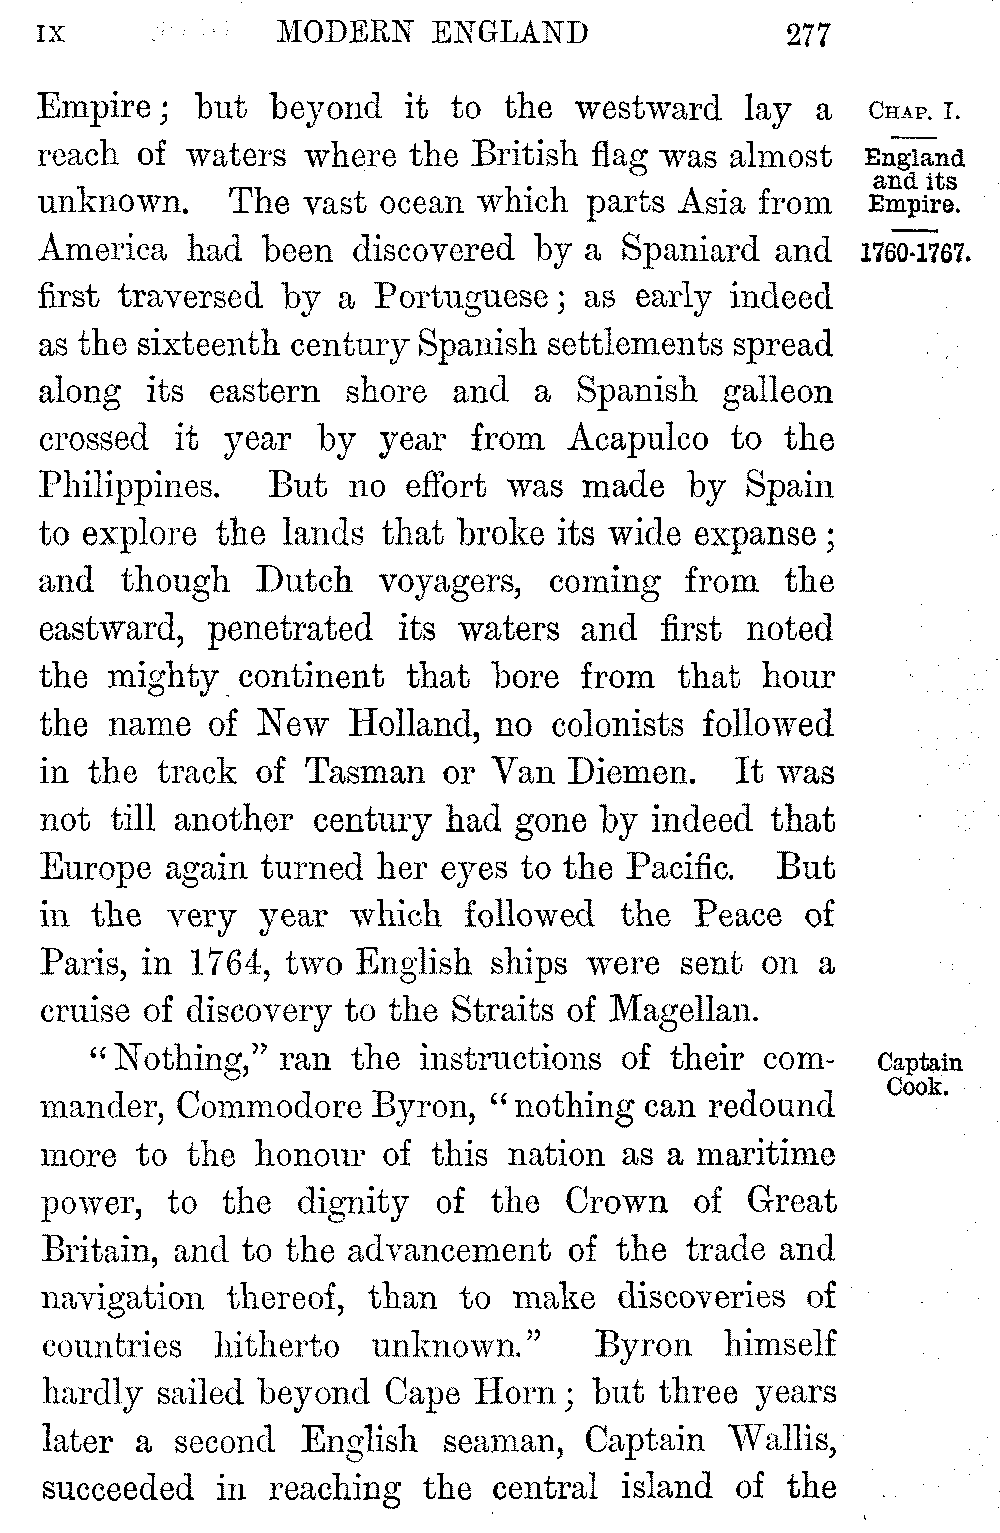 IX MODERN ENGLAND 277
Empire; but beyond it to the westward lay a
reach of waters where the British flag was almost
unknown. The vast ocean which parts Asia from
America had been discovered by a Spaniard and
first traversed by a Portuguese; as early indeed
as the sixteenth century Spanish settlements spread
along its eastern shore and a Spanish galleon
crossed it year by year from Acapulco to the
Philippines. But no effort was made by Spain
to explore the lands that broke its wide expanse;
and though Dutch voyagers, coming from the
eastward, penetrated its waters and first noted
the mighty continent that bore from that hour
the name of New Holland, no colonists followed
in the track of Tasman or Van Diemen. It was
not till another century had gone by indeed that
Europe again turned her eyes to the Pacific. But
in the very year which followed the Peace of
Paris, in 1764, two English ships were sent on a
cruise of discovery to the Straits of Magellan.
"Nothing," ran the instructions of their com-
mander, Commodore Byron, "nothing can redound
more to the honour of this nation as a maritime
power, to the dignity of the Crown of Great
Britain, and to the advancement of the trade and
navigation thereof, than to make discoveries of
countries hitherto unknown." Byron himself
hardly sailed beyond Cape Horn; but three years
later a second English seaman, Captain Wallis,
succeeded in reaching the central island of the
CHAP. I.
England
and its
Empire.
1760-1767.
Captain
Cook.